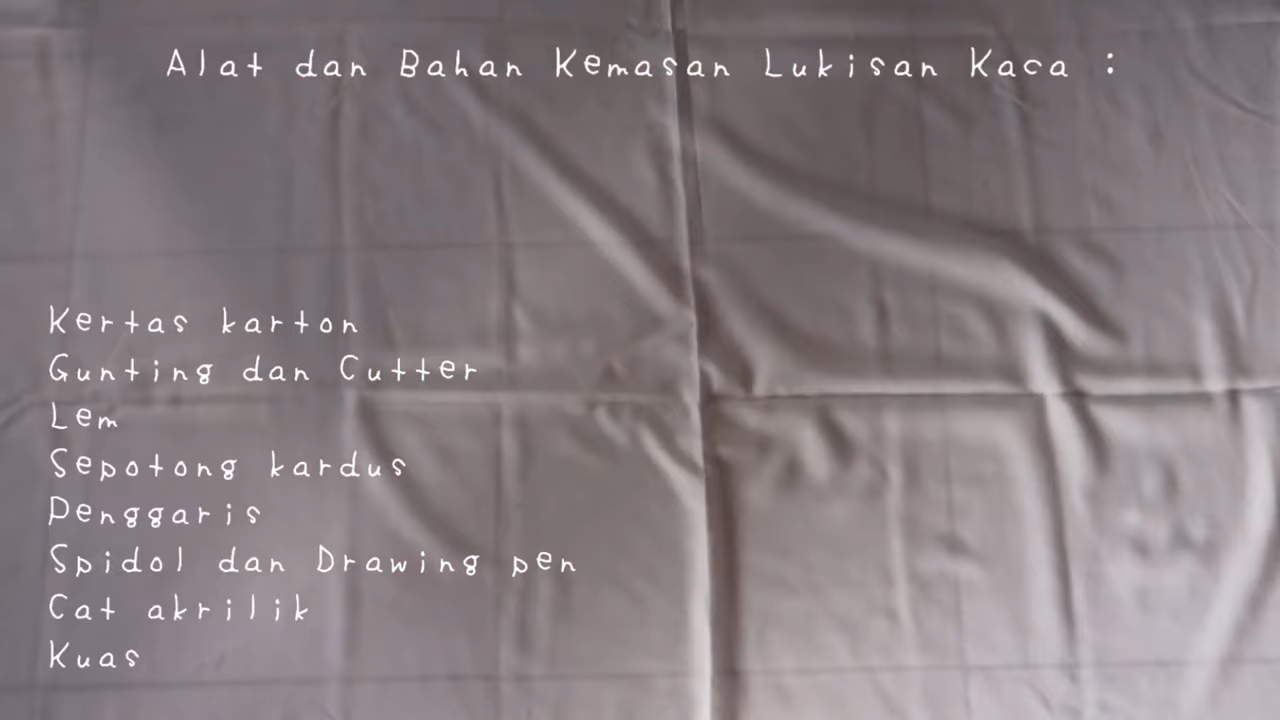 Alat dan Bahan Kemasan Lukisan Kaca :
Kertas karton
Gunting dan Cutter
Lem
Sepotong kardus
Penggaris
Spidol dan Drawing pen
Cat akrilik
Kuas